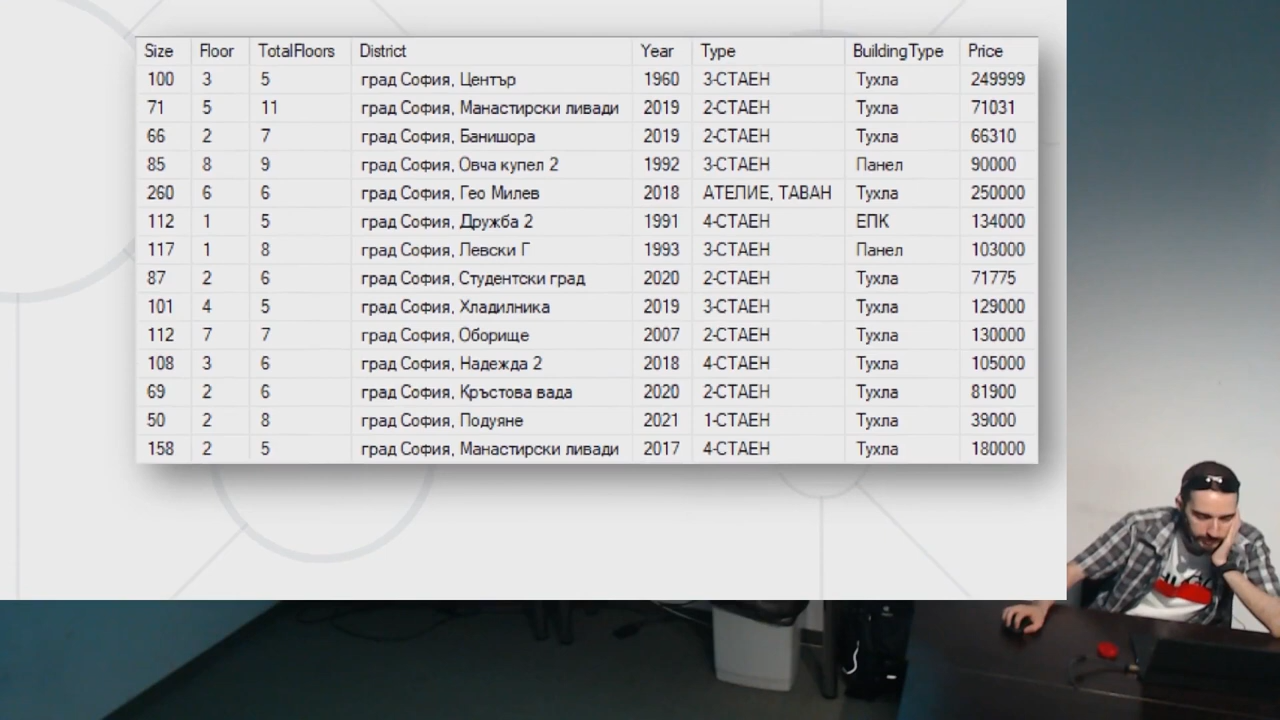 Size Floor TotalFloors District Year Type BuildingType Price
100 3 5 град София, Център 1960 3-СТАЕН Тухла 249999
71 5 11 град София, Манастирски ливади 2019 2-СТАЕН Тухла 71031
66 2 7 град София, Банишора 2019 2-СТАЕН Тухла 66310
85 8 9 град София, Овча купел 2 1992 3-СТАЕН Панел 90000
260 6 6 град София, Гео Милев 2018 АТЕЛИЕ, ТАВАН Тухла 250000
112 1 5 град София, Дружба 2 1991 4-СТАЕН ЕПК 134000
117 1 8 град София, Левски Г 1993 3-СТАЕН Панел 103000
87 2 6 град София, Студентски град 2020 2-СТАЕН Тухла 71775
101 4 5 град София, Хладилника 2019 3-СТАЕН Тухла 129000
112 7 7 град София, Оборище 2007 2-СТАЕН Тухла 130000
108 3 6 град София, Надежда 2 2018 4-СТАЕН Тухла 105000
69 2 6 град София, Кръстова вада 2020 2-СТАЕН Тухла 81900
50 2 8 град София, Подуяне 2021 1-СТАЕН Тухла 39000
158 2 5 град София, Манастирски ливади 2017 4-СТАЕН Тухла 180000